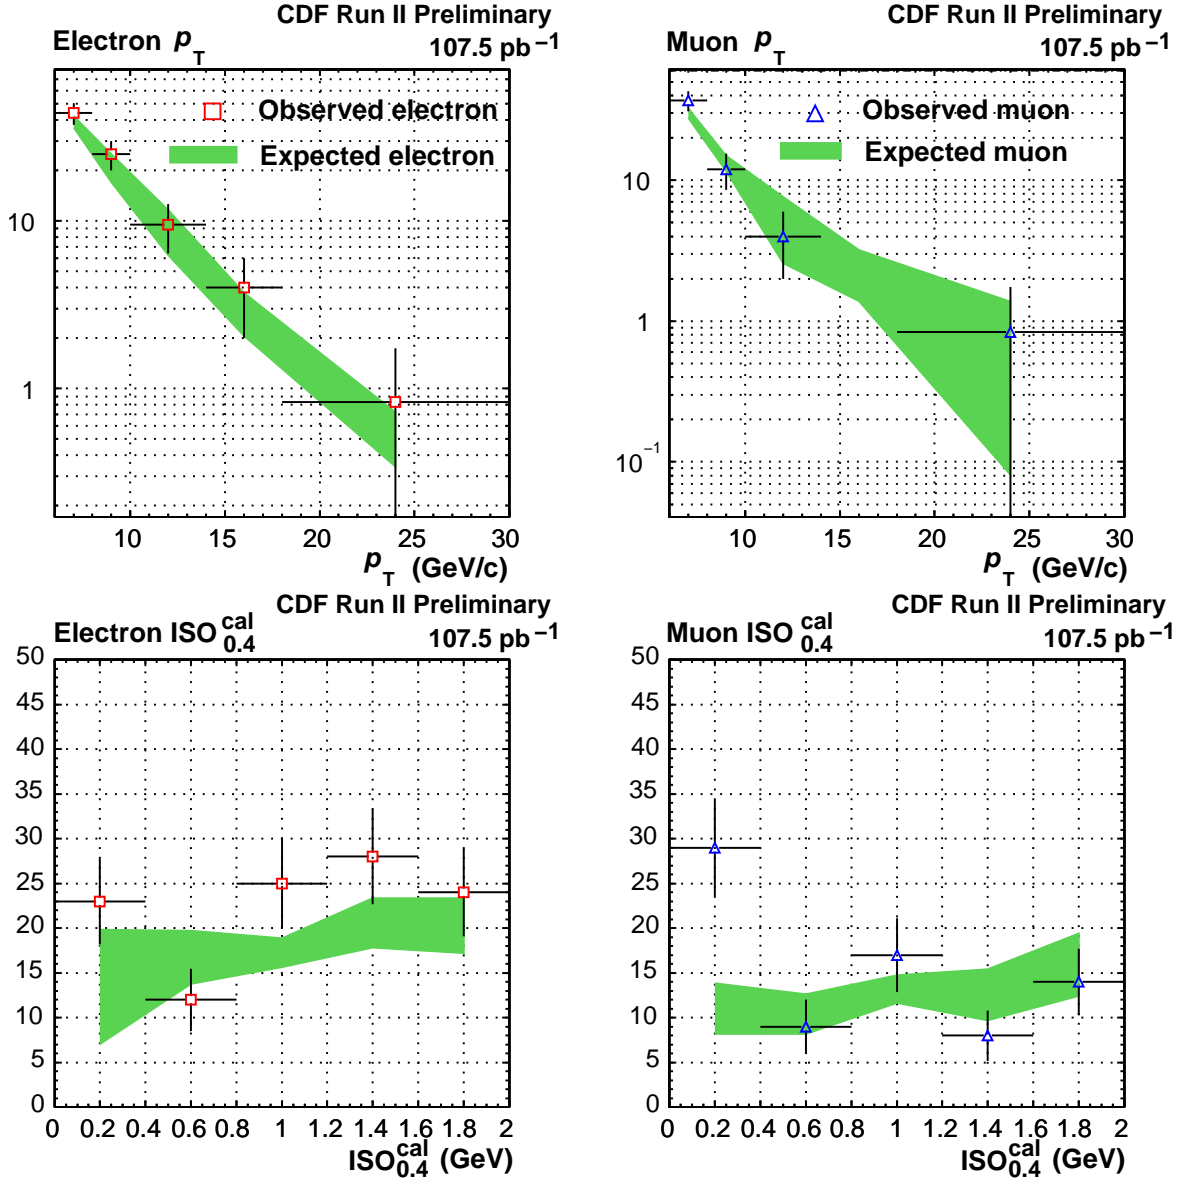 CDF Run II Preliminary
Electron p_T 107.5 pb⁻¹
Observed electron
Expected electron
10
1
10 15 20 25 30
p_T (GeV/c)
CDF Run II Preliminary
Muon p_T 107.5 pb⁻¹
Observed muon
Expected muon
10
1
10⁻¹
10 15 20 25 30
p_T (GeV/c)
CDF Run II Preliminary
Electron ISO^cal_0.4 107.5 pb⁻¹
50
45
40
35
30
25
20
15
10
5
0
0 0.2 0.4 0.6 0.8 1 1.2 1.4 1.6 1.8 2
ISO^cal_0.4 (GeV)
CDF Run II Preliminary
Muon ISO^cal_0.4 107.5 pb⁻¹
50
45
40
35
30
25
20
15
10
5
0
0 0.2 0.4 0.6 0.8 1 1.2 1.4 1.6 1.8 2
ISO^cal_0.4 (GeV)